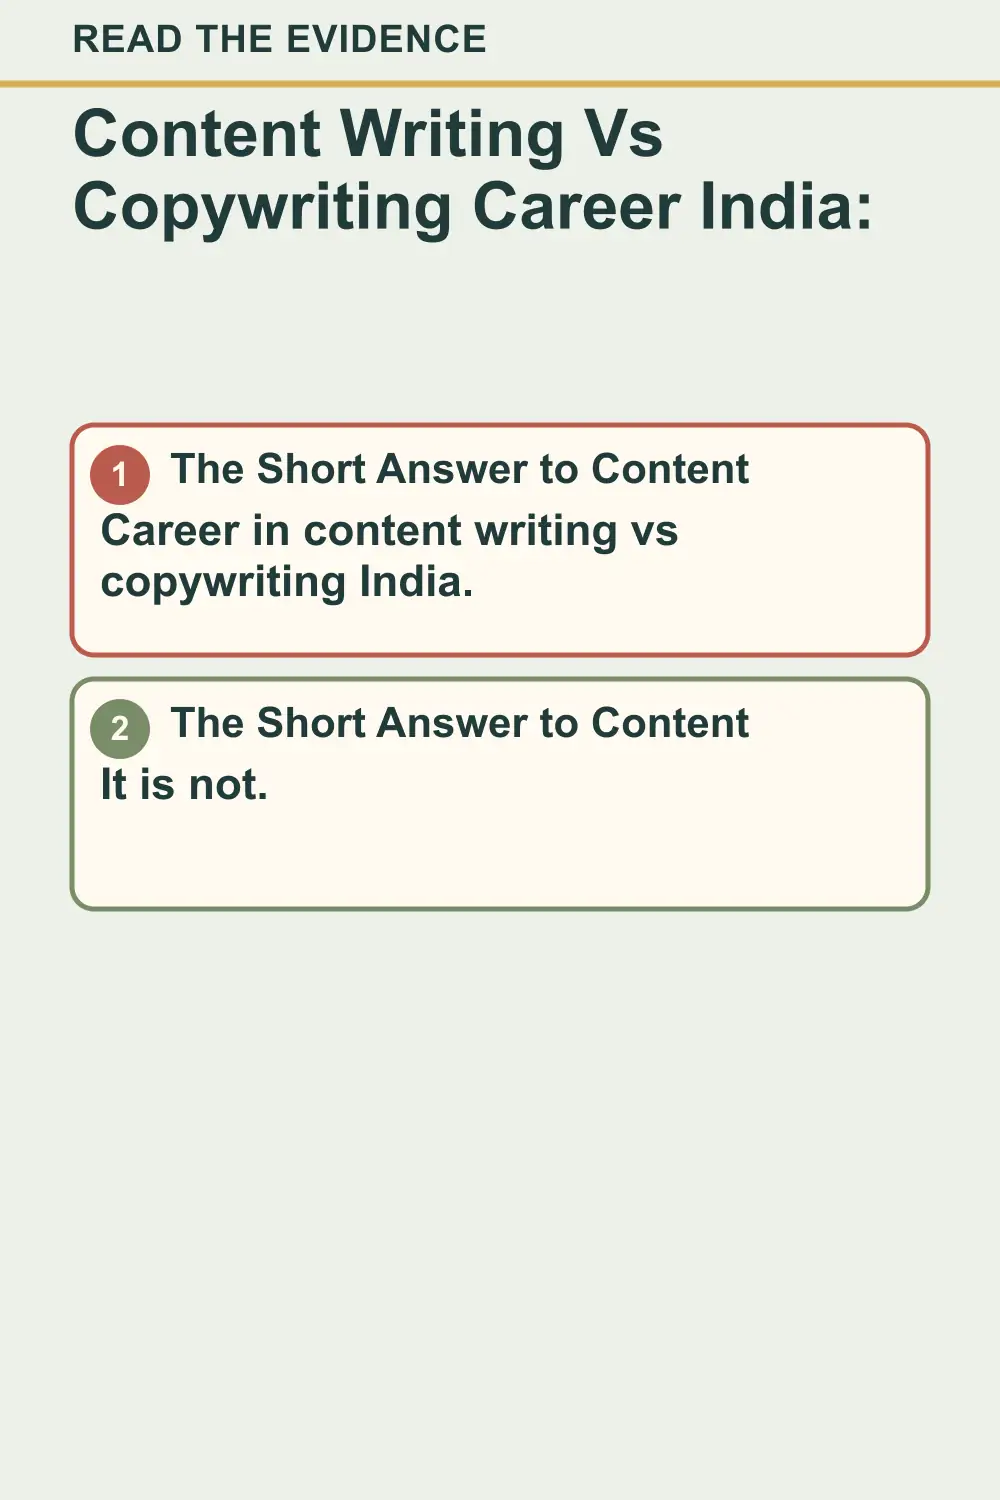 READ THE EVIDENCE
Content Writing Vs
Copywriting Career India:
1 The Short Answer to Content
Career in content writing vs
copywriting India.
2 The Short Answer to Content
It is not.